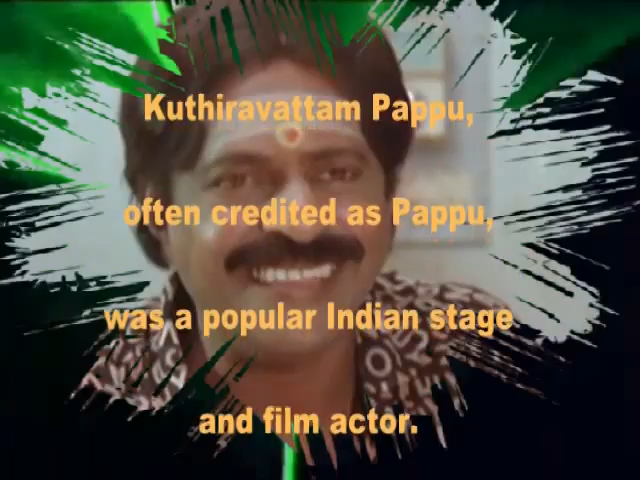 Kuthiravattam Pappu,
often credited as Pappu,
was a popular Indian stage
and film actor.